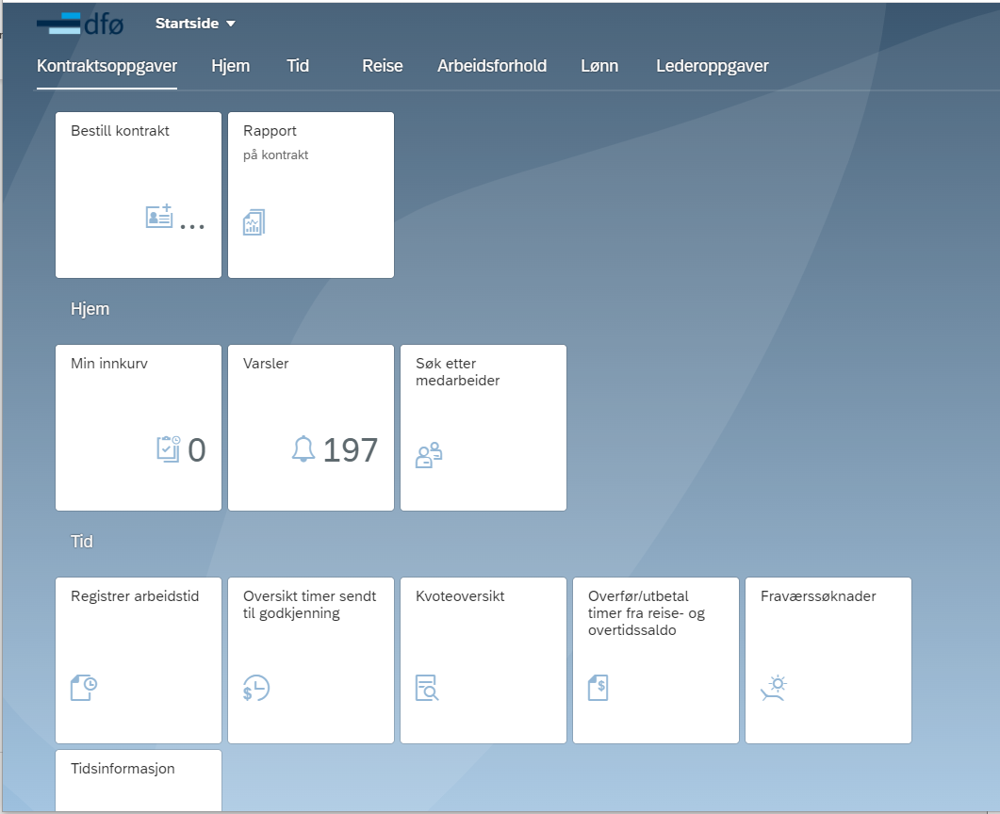 dfø
Startside
Kontraktsoppgaver Hjem Tid Reise Arbeidsforhold Lønn Lederoppgaver
Bestill kontrakt
...
Rapport
på kontrakt
Hjem
Min innkurv
0
Varsler
197
Søk etter
medarbeider
Tid
Registrer arbeidstid
Oversikt timer sendt
til godkjenning
Kvoteoversikt
Overfør/utbetal
timer fra reise- og
overtidssaldo
Fraværssøknader
Tidsinformasjon